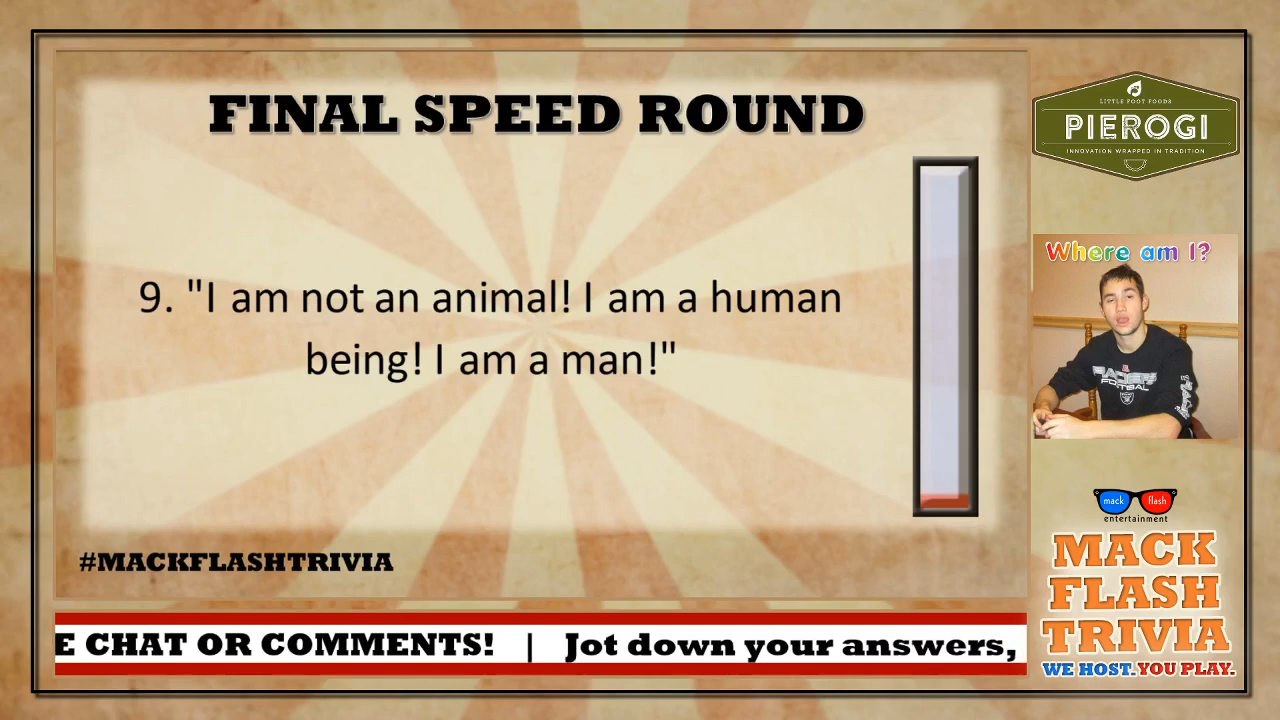 FINAL SPEED ROUND
9. "I am not an animal! I am a human
being! I am a man!"
#MACKFLASHTRIVIA
E CHAT OR COMMENTS! | Jot down your answers,
LITTLE FOOT FOODS
PIEROGI
INNOVATION WRAPPED IN TRADITION
Where am I?
RAIDERS
FOOTBALL
mack flash
entertainment
MACK
FLASH
TRIVIA
WE HOST. YOU PLAY.